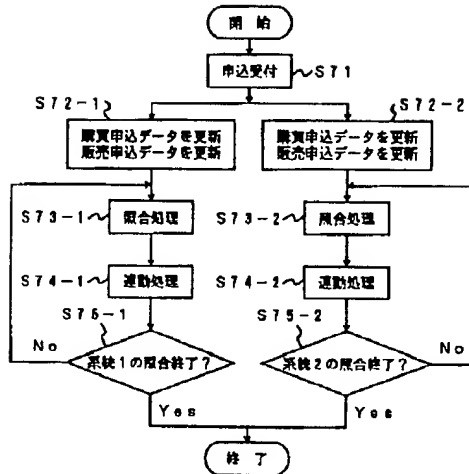 開始
申込受付
S71
S72-1
S72-2
購買申込データを更新
販売申込データを更新
購買申込データを更新
販売申込データを更新
S73-1
照合処理
S73-2
照合処理
S74-1
連動処理
S74-2
連動処理
S75-1
S75-2
No
系統1の照合終了?
系統2の照合終了?
No
Yes
Yes
終了